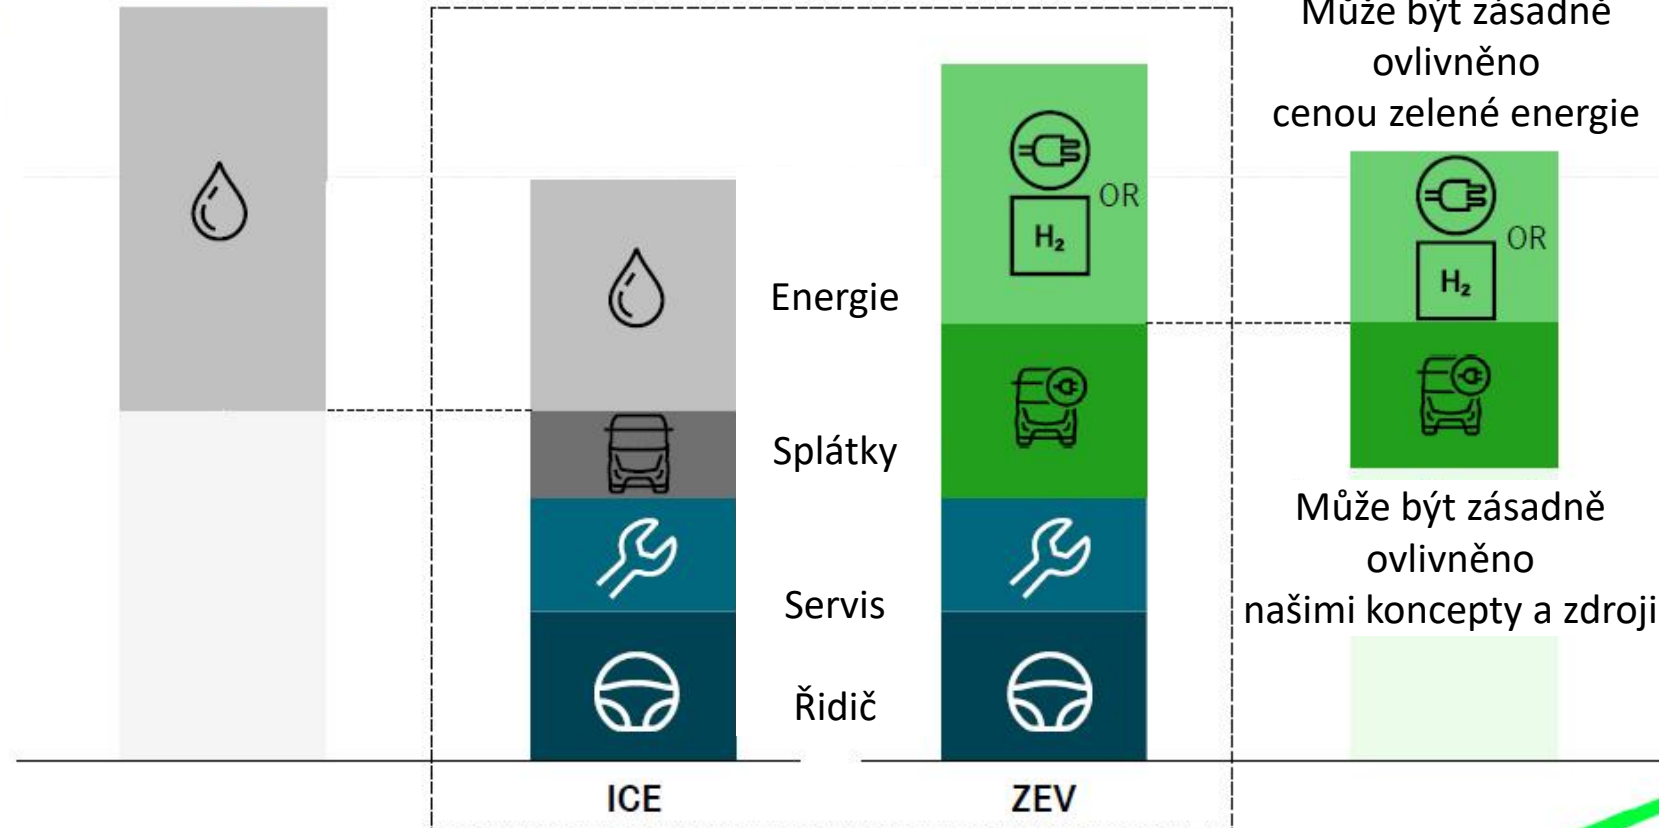 Může být zásadně
ovlivněno
cenou zelené energie
OR
H₂
OR
H₂
Energie
Splátky
Může být zásadně
ovlivněno
našimi koncepty a zdroji
Servis
Řidič
ICE
ZEV